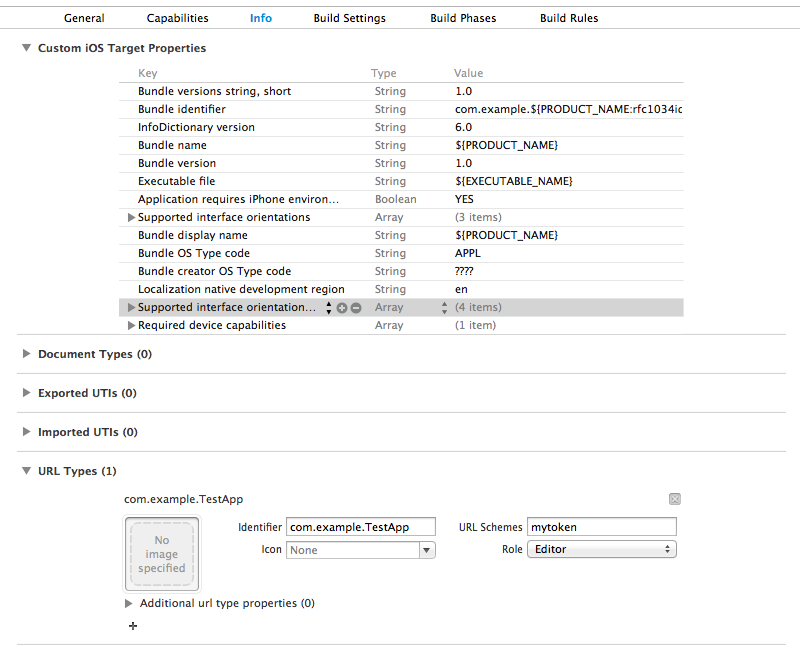 General Capabilities Info Build Settings Build Phases Build Rules
Custom iOS Target Properties
Key Type Value
Bundle versions string, short String 1.0
Bundle identifier String com.example.${PRODUCT_NAME:rfc1034ic
InfoDictionary version String 6.0
Bundle name String ${PRODUCT_NAME}
Bundle version String 1.0
Executable file String ${EXECUTABLE_NAME}
Application requires iPhone environ... Boolean YES
Supported interface orientations Array (3 items)
Bundle display name String ${PRODUCT_NAME}
Bundle OS Type code String APPL
Bundle creator OS Type code String ????
Localization native development region String en
Supported interface orientation... Array (4 items)
Required device capabilities Array (1 item)
Document Types (0)
Exported UTIs (0)
Imported UTIs (0)
URL Types (1)
com.example.TestApp
No
image
specified
Identifier com.example.TestApp URL Schemes mytoken
Icon None Role Editor
Additional url type properties (0)